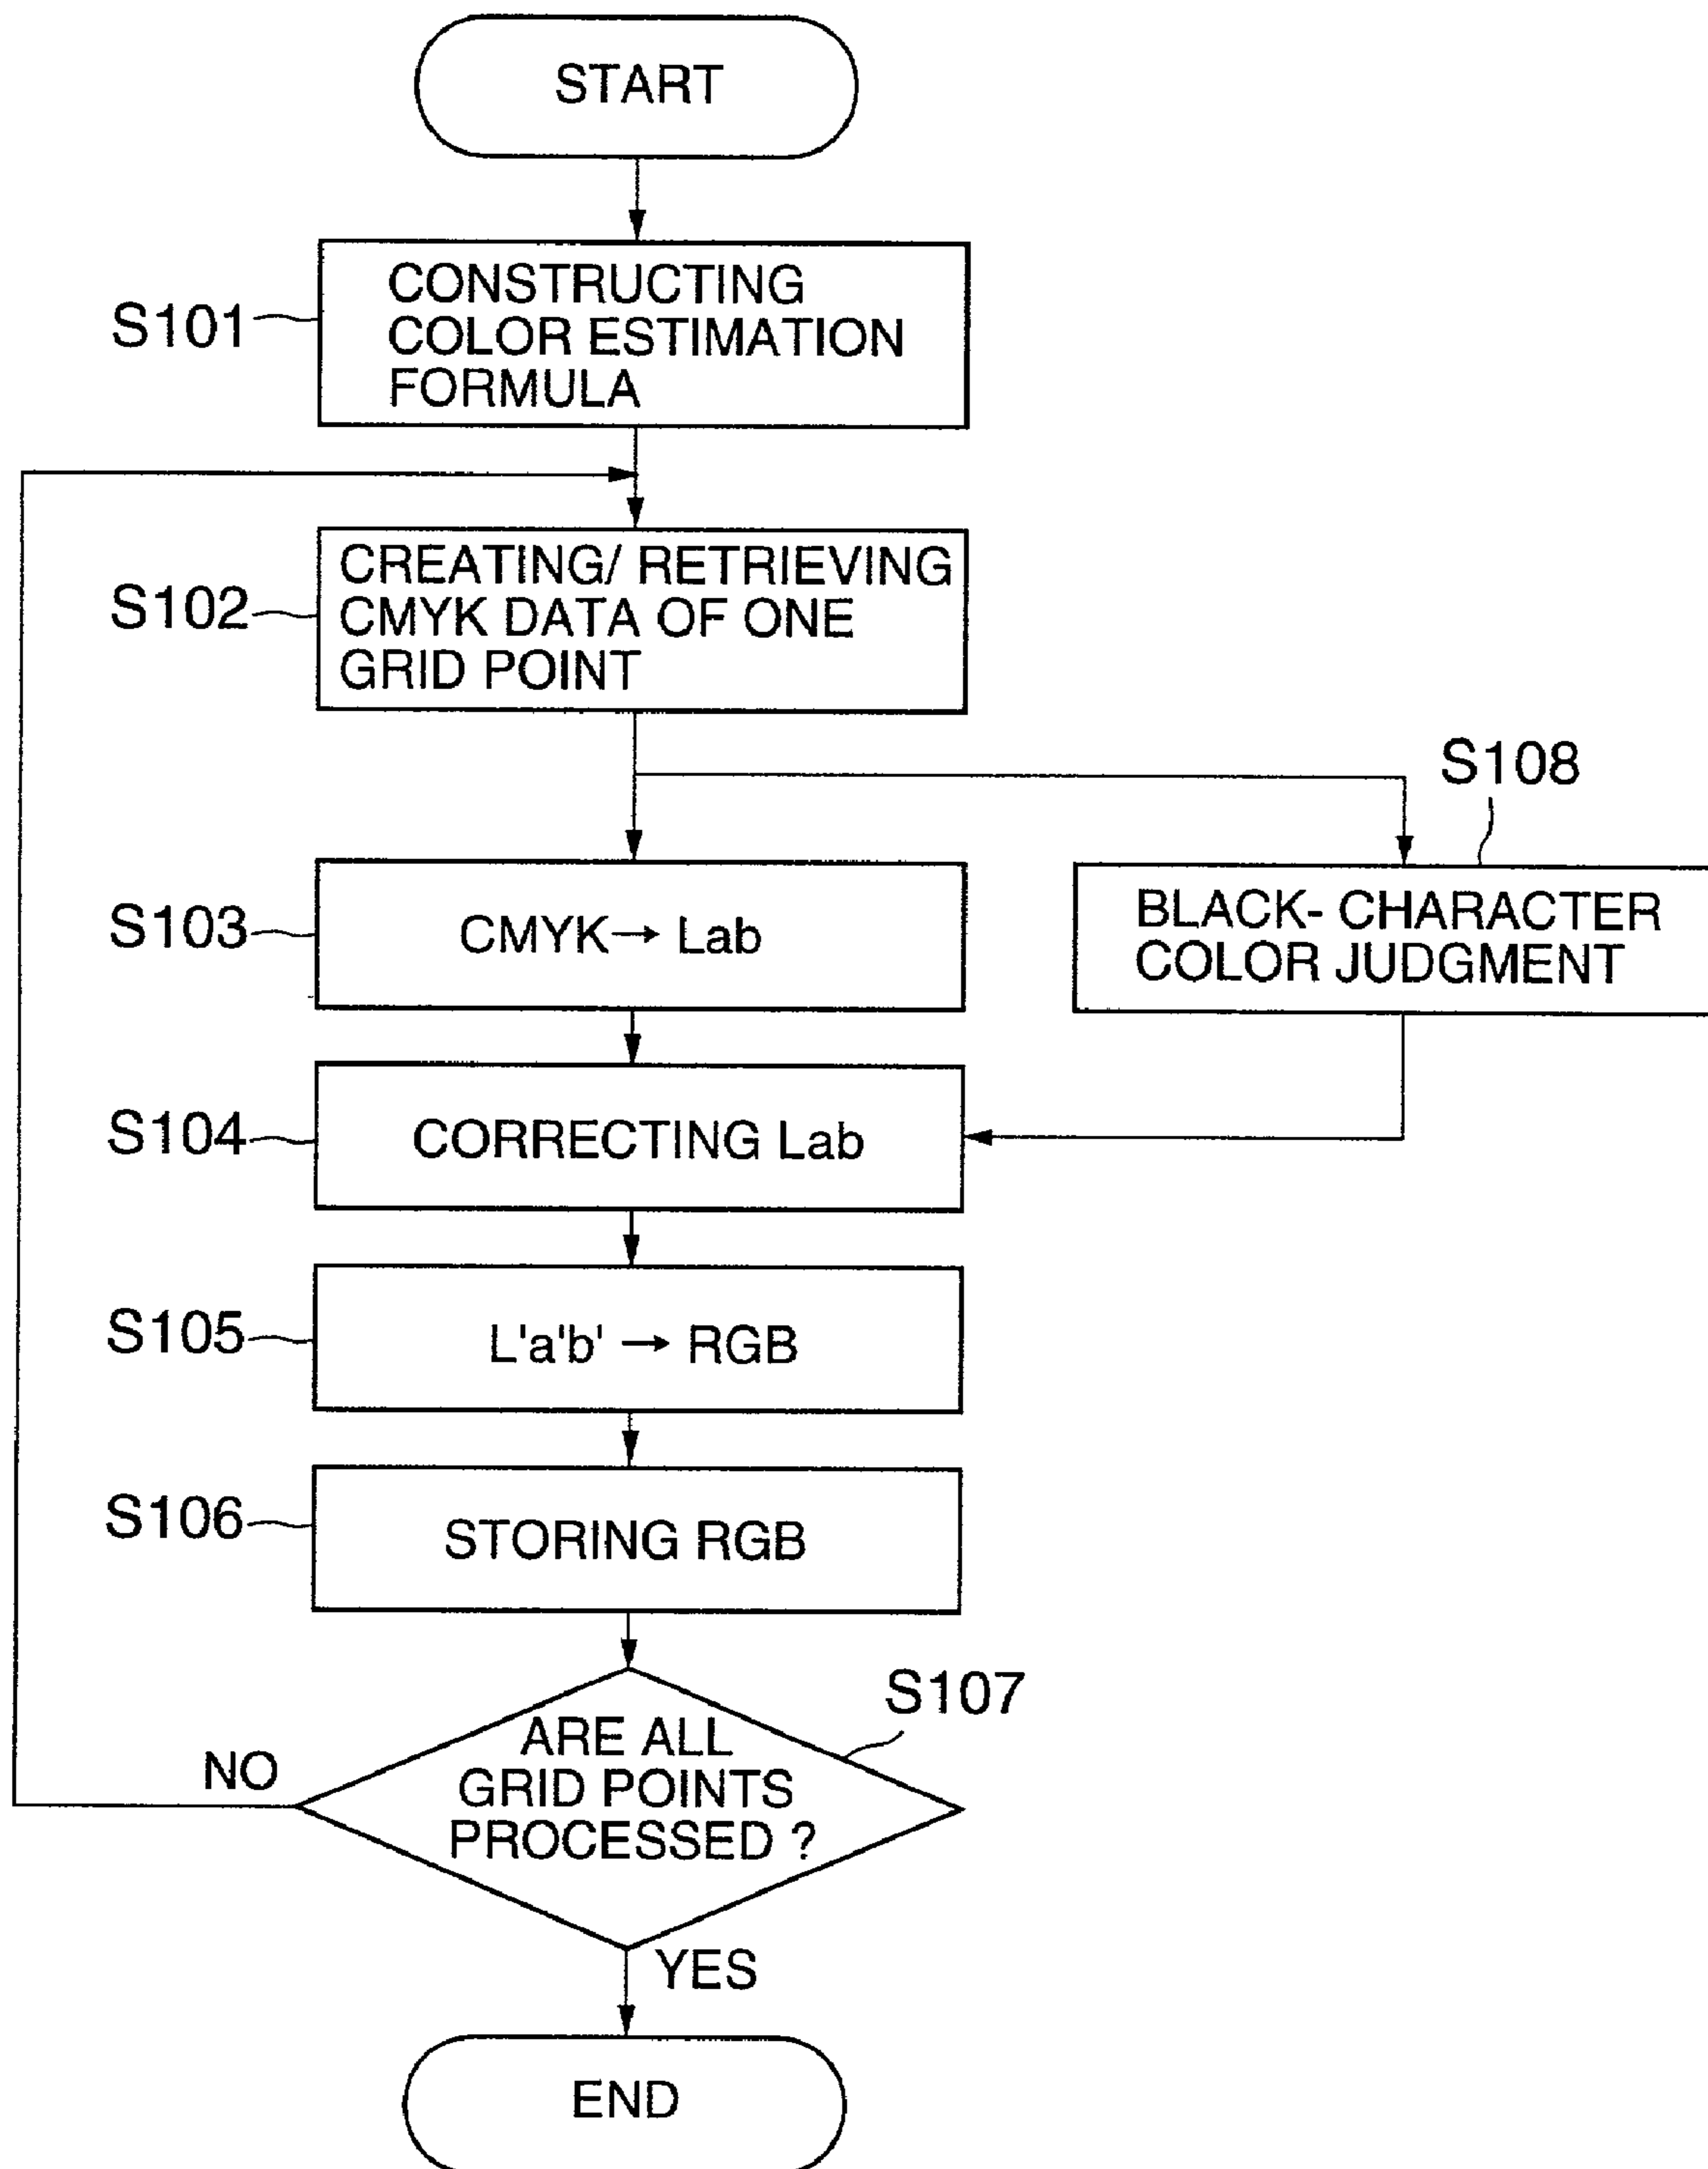 START
S101
CONSTRUCTING
COLOR ESTIMATION
FORMULA
S102
CREATING/ RETRIEVING
CMYK DATA OF ONE
GRID POINT
S108
S103
CMYK→ Lab
BLACK- CHARACTER
COLOR JUDGMENT
S104
CORRECTING Lab
S105
L'a'b' → RGB
S106
STORING RGB
S107
ARE ALL
GRID POINTS
PROCESSED ?
NO
YES
END